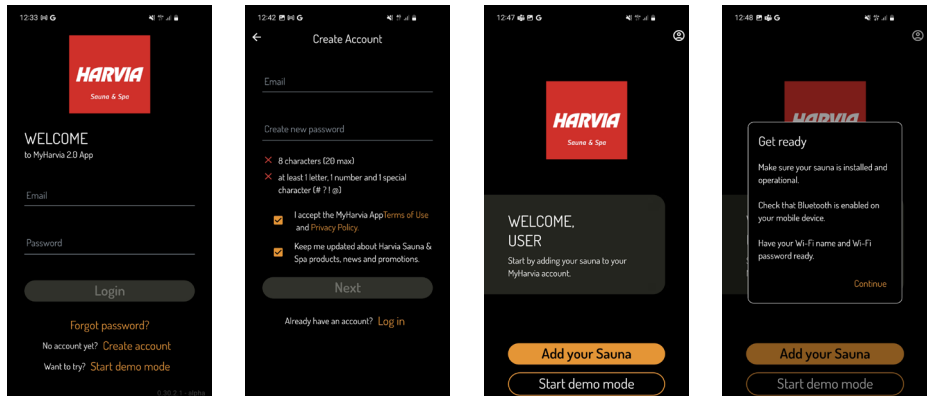 12:33 G
HARVIA
Sauna & Spa
WELCOME
to MyHarvia 2.0 App
Email
Password
Login
Forgot password?
No account yet? Create account
Want to try? Start demo mode
0.30.2.1 - alpha
12:42 G
Create Account
Email
Create new password
8 characters (20 max)
at least 1 letter, 1 number and 1 special
character (# ? ! @)
I accept the MyHarvia AppTerms of Use
and Privacy Policy.
Keep me updated about Harvia Sauna &
Spa products, news and promotions.
Next
Already have an account? Log in
12:47 G
HARVIA
Sauna & Spa
WELCOME,
USER
Start by adding your sauna to your
MyHarvia account.
Add your Sauna
Start demo mode
12:48 G
HARVIA
Get ready
Make sure your sauna is installed and
operational.
Check that Bluetooth is enabled on
your mobile device.
Have your Wi-Fi name and Wi-Fi
password ready.
Continue
Add your Sauna
Start demo mode